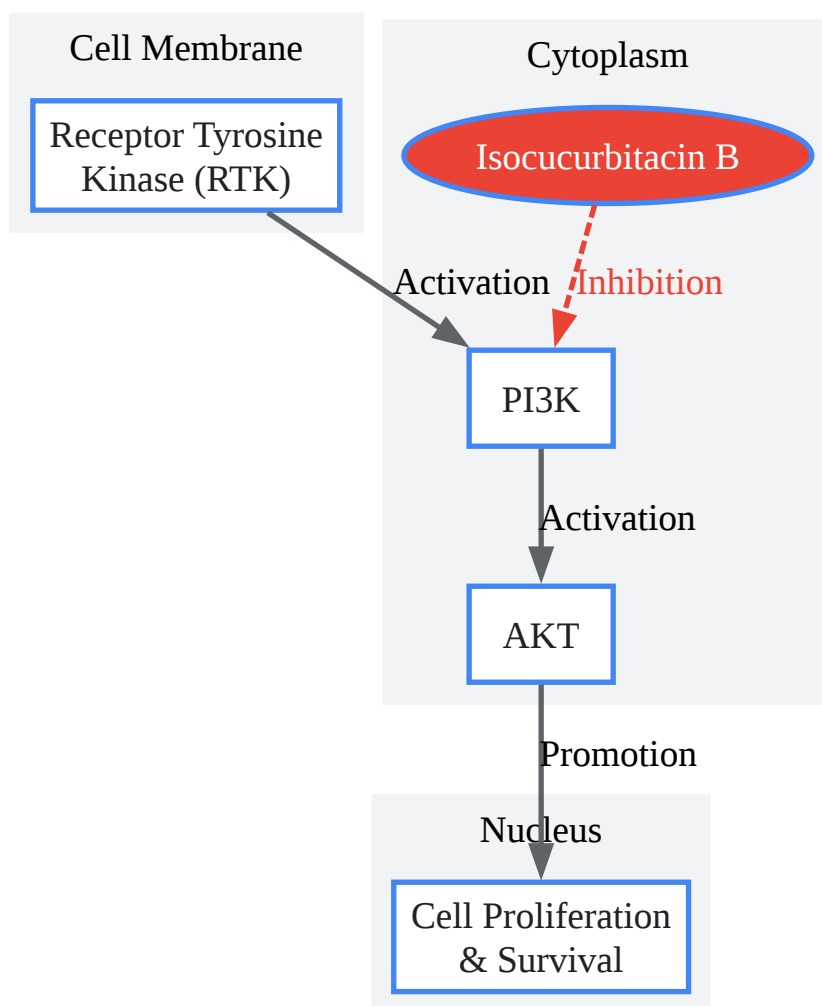 Cell Membrane
Receptor Tyrosine
Kinase (RTK)
Cytoplasm
Isocucurbitacin B
Activation
Inhibition
PI3K
Activation
AKT
Promotion
Nucleus
Cell Proliferation
& Survival